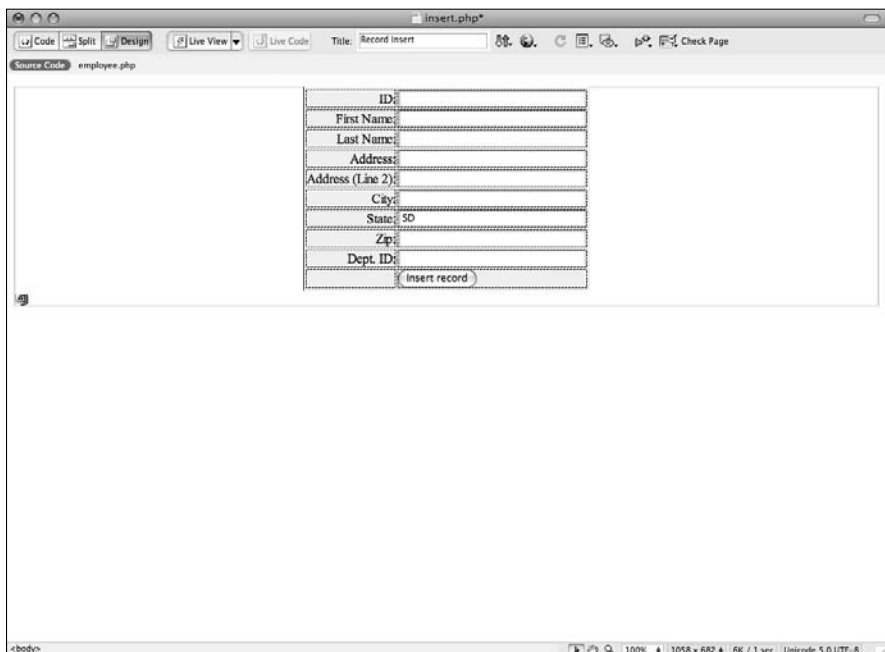 insert.php*
Code Split Design Live View Live Code Title: Record Insert Check Page
Source Code employee.php
ID:
First Name:
Last Name:
Address:
Address (Line 2):
City:
State: SD
Zip:
Dept. ID:
Insert record
<body> 100% 1058 x 682 6K / 1 sec Unicode 5.0 UTF-8